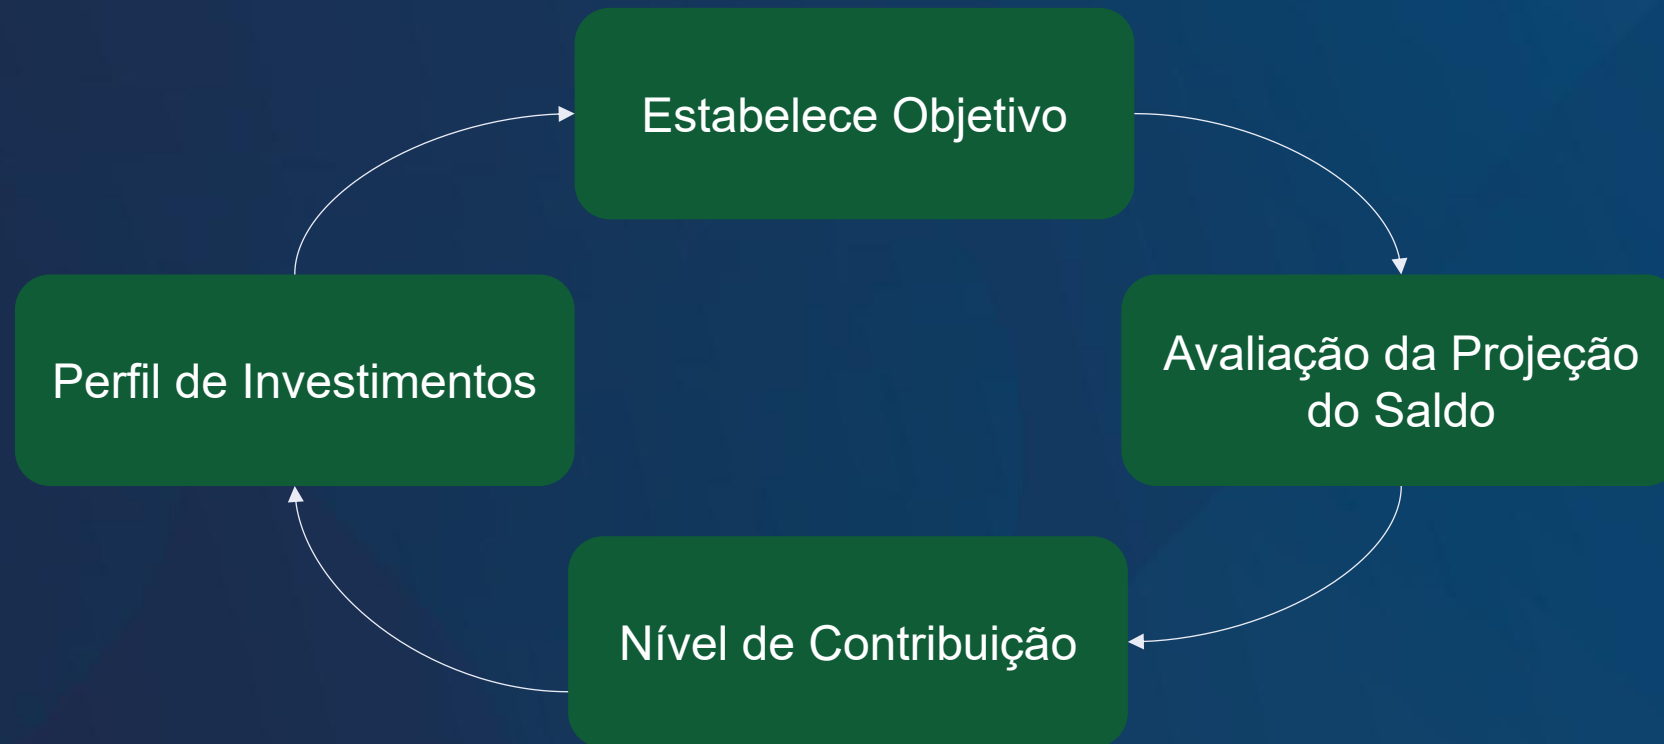 Estabelece Objetivo
Perfil de Investimentos
Avaliação da Projeção
do Saldo
Nível de Contribuição